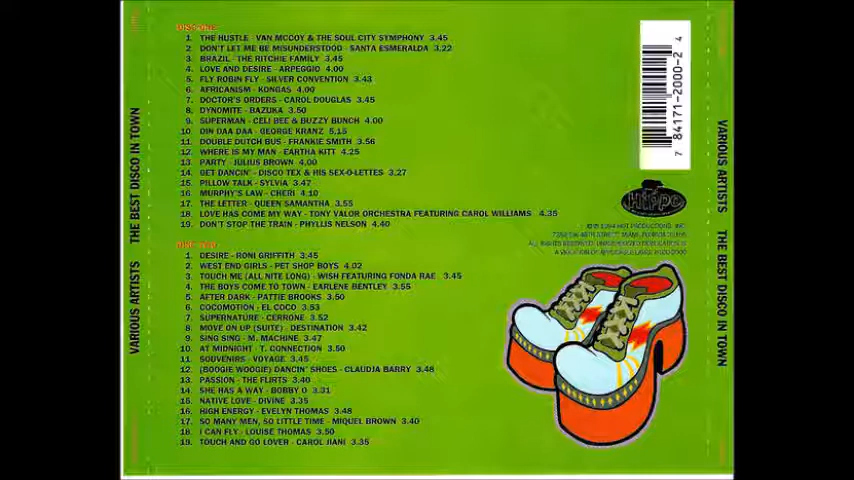 DISC ONE:
1. THE HUSTLE - VAN MCCOY & THE SOUL CITY SYMPHONY 3.45
2. DON'T LET ME BE MISUNDERSTOOD - SANTA ESMERALDA 3.22
3. BRAZIL - THE RITCHIE FAMILY 3.45
4. LOVE AND DESIRE - ARPEGGIO 4.00
5. FLY ROBIN FLY - SILVER CONVENTION 3.43
6. AFRICANISM - KONGAS 4.00
7. DOCTOR'S ORDERS - CAROL DOUGLAS 3.45
8. DYNOMITE - BAZUKA 3.50
9. SUPERMAN - CELI BEE & BUZZY BUNCH 4.00
10. DIN DAA DAA - GEORGE KRANZ 5.15
11. DOUBLE DUTCH BUS - FRANKIE SMITH 3.56
12. WHERE IS MY MAN - EARTHA KITT 4.25
13. PARTY - JULIUS BROWN 4.00
14. GET DANCIN' - DISCO TEX & HIS SEX-O-LETTES 3.27
15. PILLOW TALK - SYLVIA 3.47
16. MURPHY'S LAW - CHERI 4.10
17. THE LETTER - QUEEN SAMANTHA 3.55
18. LOVE HAS COME MY WAY - TONY VALOR ORCHESTRA FEATURING CAROL WILLIAMS 4.35
19. DON'T STOP THE TRAIN - PHYLLIS NELSON 4.40
DISC TWO:
1. DESIRE - RONI GRIFFITH 3.45
2. WEST END GIRLS - PET SHOP BOYS 4.02
3. TOUCH ME (ALL NITE LONG) - WISH FEATURING FONDA RAE 3.45
4. THE BOYS COME TO TOWN - EARLENE BENTLEY 3.55
5. AFTER DARK - PATTIE BROOKS 3.50
6. COCOMOTION - EL COCO 3.53
7. SUPERNATURE - CERRONE 3.52
8. MOVE ON UP (SUITE) - DESTINATION 3.42
9. SING SING - M. MACHINE 3.47
10. AT MIDNIGHT - T. CONNECTION 3.50
11. SOUVENIRS - VOYAGE 3.45
12. (BOOGIE WOOGIE) DANCIN' SHOES - CLAUDJA BARRY 3.48
13. PASSION - THE FLIRTS 3.40
14. SHE HAS A WAY - BOBBY O 3.31
15. NATIVE LOVE - DIVINE 3.35
16. HIGH ENERGY - EVELYN THOMAS 3.48
17. SO MANY MEN, SO LITTLE TIME - MIQUEL BROWN 3.40
18. I CAN FLY - LOUISE THOMAS 3.50
19. TOUCH AND GO LOVER - CAROL JIANI 3.35
VARIOUS ARTISTS THE BEST DISCO IN TOWN
VARIOUS ARTISTS THE BEST DISCO IN TOWN
7 84171-2000-2 4
Hippo
HOT PRODUCTIONS, INC.